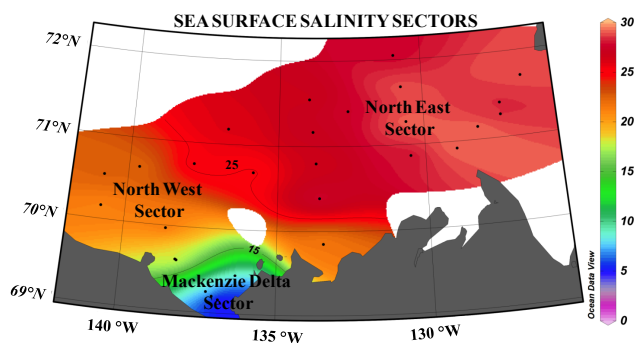 SEA SURFACE SALINITY SECTORS
72°N
71°N
70°N
69°N
North East
Sector
25
North West
Sector
15
Mackenzie Delta
Sector
140 °W
135 °W
130 °W
30
25
20
15
10
5
0
Ocean Data View